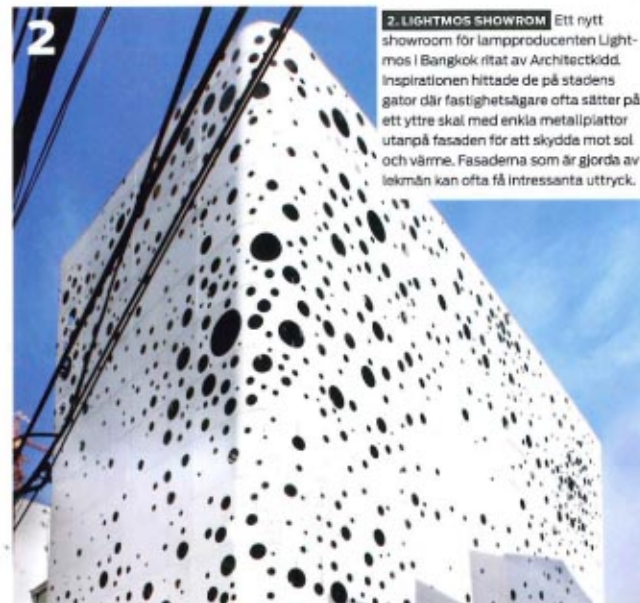 2
2. LIGHTMOS SHOWROM Ett nytt
showroom för lampproducenten Light-
mos i Bangkok ritat av Architectkidd.
Inspirationen hittade de på stadens
gator där fastighetsägare ofta sätter på
ett yttre skal med enkla metallplattor
utanpå fasaden för att skydda mot sol
och värme. Fasaderna som är gjorda av
lekmän kan ofta få intressanta uttryck.